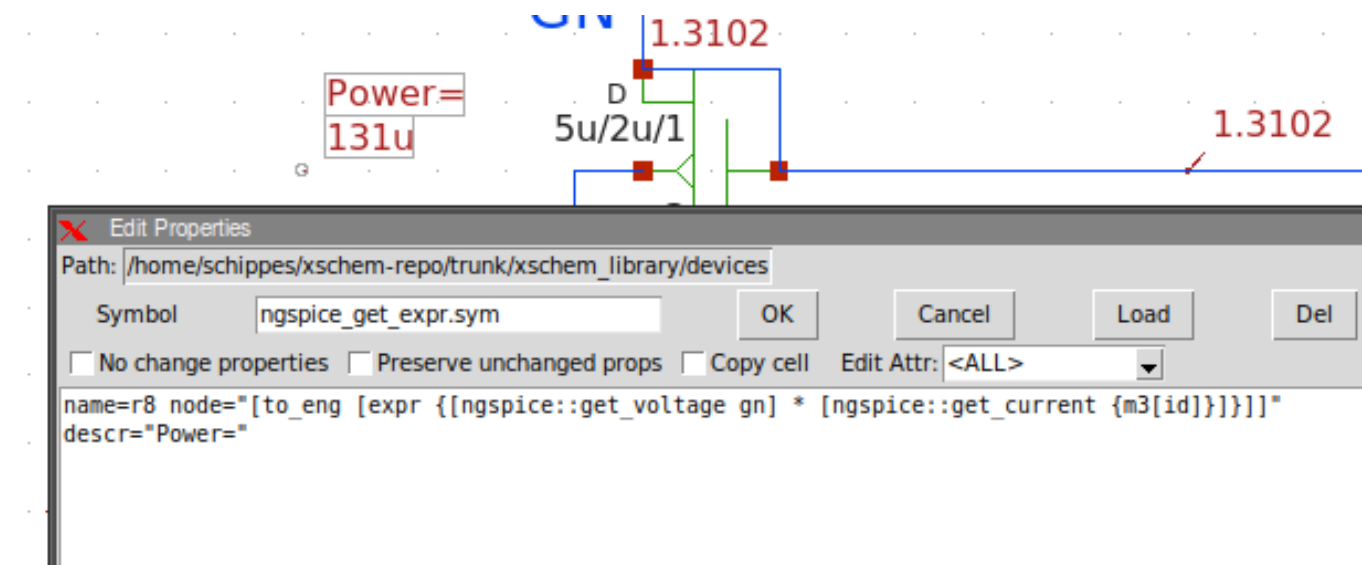 GN
1.3102
Power=
131u
D
5u/2u/1
1.3102
Edit Properties
Path: /home/schippes/xschem-repo/trunk/xschem_library/devices
Symbol ngspice_get_expr.sym OK Cancel Load Del
No change properties Preserve unchanged props Copy cell Edit Attr: <ALL>
name=r8 node="[to_eng [expr {[ngspice::get_voltage gn] * [ngspice::get_current {m3[id]}]}]]"
descr="Power="